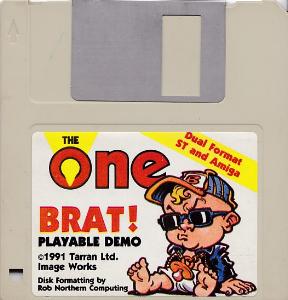 THE
One
Dual Format
ST and Amiga
BRAT!
PLAYABLE DEMO
©1991 Tarran Ltd.
Image Works
Disk Formatting by
Rob Northern Computing